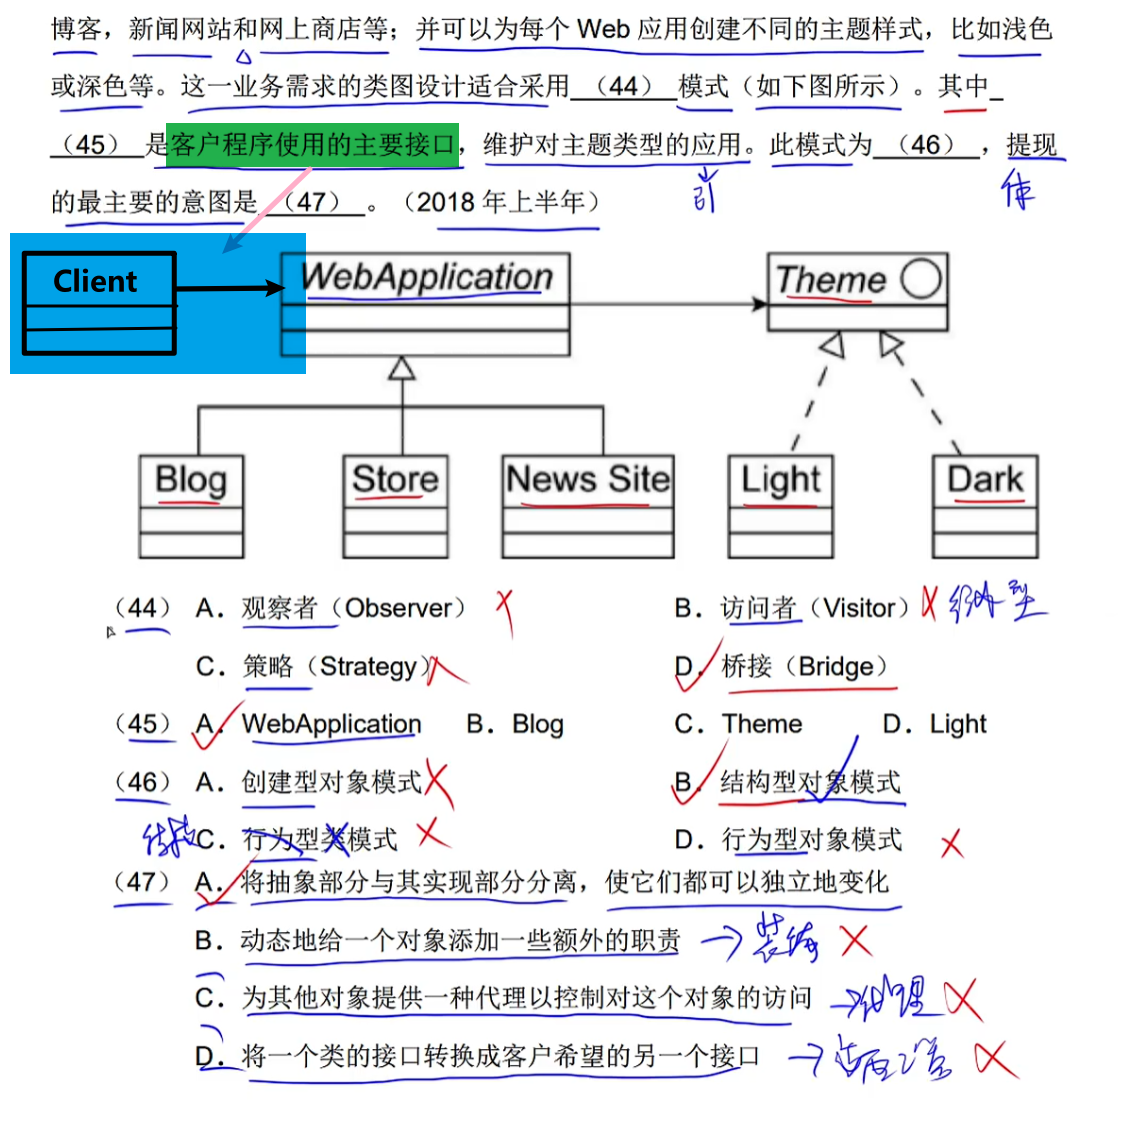 博客，新闻网站和网上商店等；并可以为每个 Web 应用创建不同的主题样式，比如浅色
或深色等。这一业务需求的类图设计适合采用（44）模式（如下图所示）。其中
（45）是客户程序使用的主要接口，维护对主题类型的应用。此模式为（46），提现
引 体
的最主要的意图是（47）。（2018 年上半年）
Client WebApplication Theme
Blog Store News Site Light Dark
（44） A．观察者（Observer） B．访问者（Visitor）
C．策略（Strategy） D．桥接（Bridge）
（45） A．WebApplication B．Blog C．Theme D．Light
（46） A．创建型对象模式 B．结构型对象模式
C．行为型类模式 D．行为型对象模式
（47） A．将抽象部分与其实现部分分离，使它们都可以独立地变化
B．动态地给一个对象添加一些额外的职责 → 装饰
C．为其他对象提供一种代理以控制对这个对象的访问 → 代理
D．将一个类的接口转换成客户希望的另一个接口 →